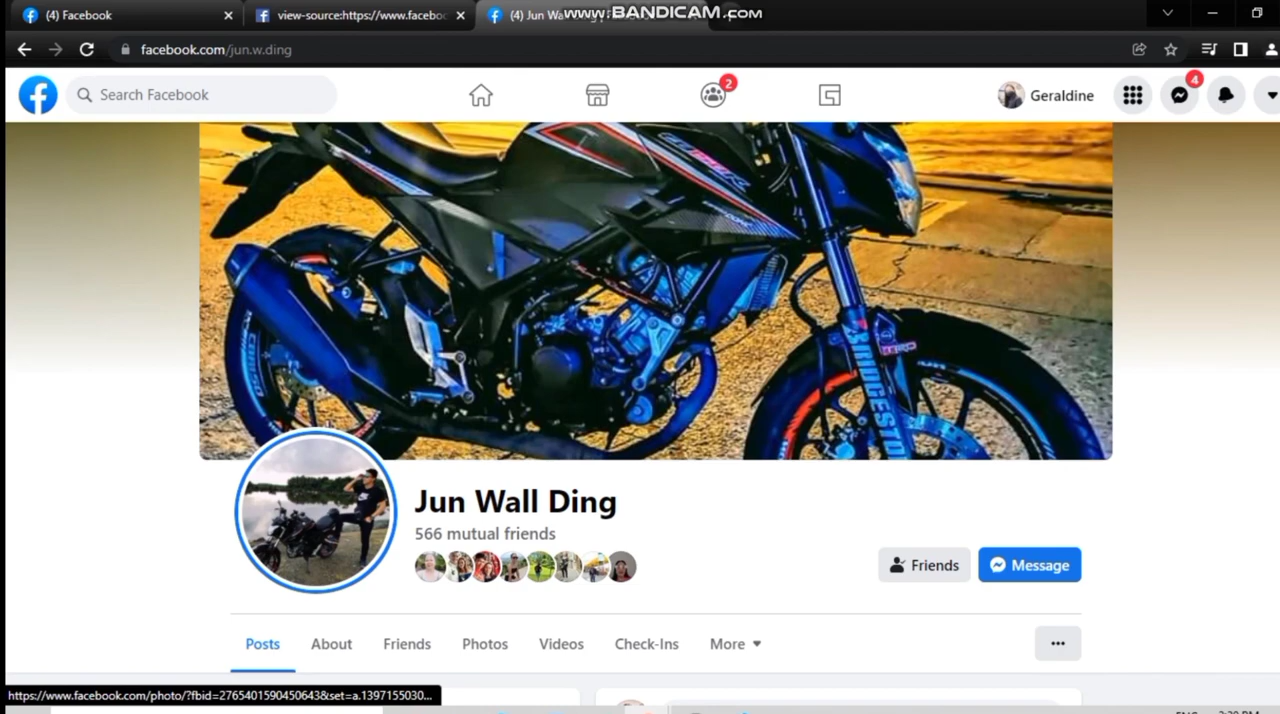 (4) Facebook
view-source:https://www.faceboo
(4) Jun Wa
www.BANDICAM.com
facebook.com/jun.w.ding
Search Facebook
2
Geraldine
4
BRIDGESTO
Jun Wall Ding
566 mutual friends
Friends
Message
Posts
About
Friends
Photos
Videos
Check-Ins
More
https://www.facebook.com/photo/?fbid=2765401590450643&set=a.1397155030...